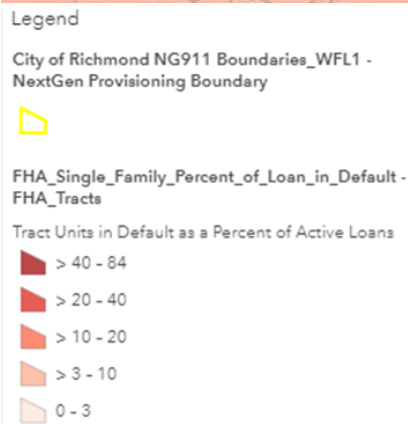 Legend
City of Richmond NG911 Boundaries_WFL1 -
NextGen Provisioning Boundary
FHA_Single_Family_Percent_of_Loan_in_Default -
FHA_Tracts
Tract Units in Default as a Percent of Active Loans
> 40 - 84
> 20 - 40
> 10 - 20
> 3 - 10
0 - 3